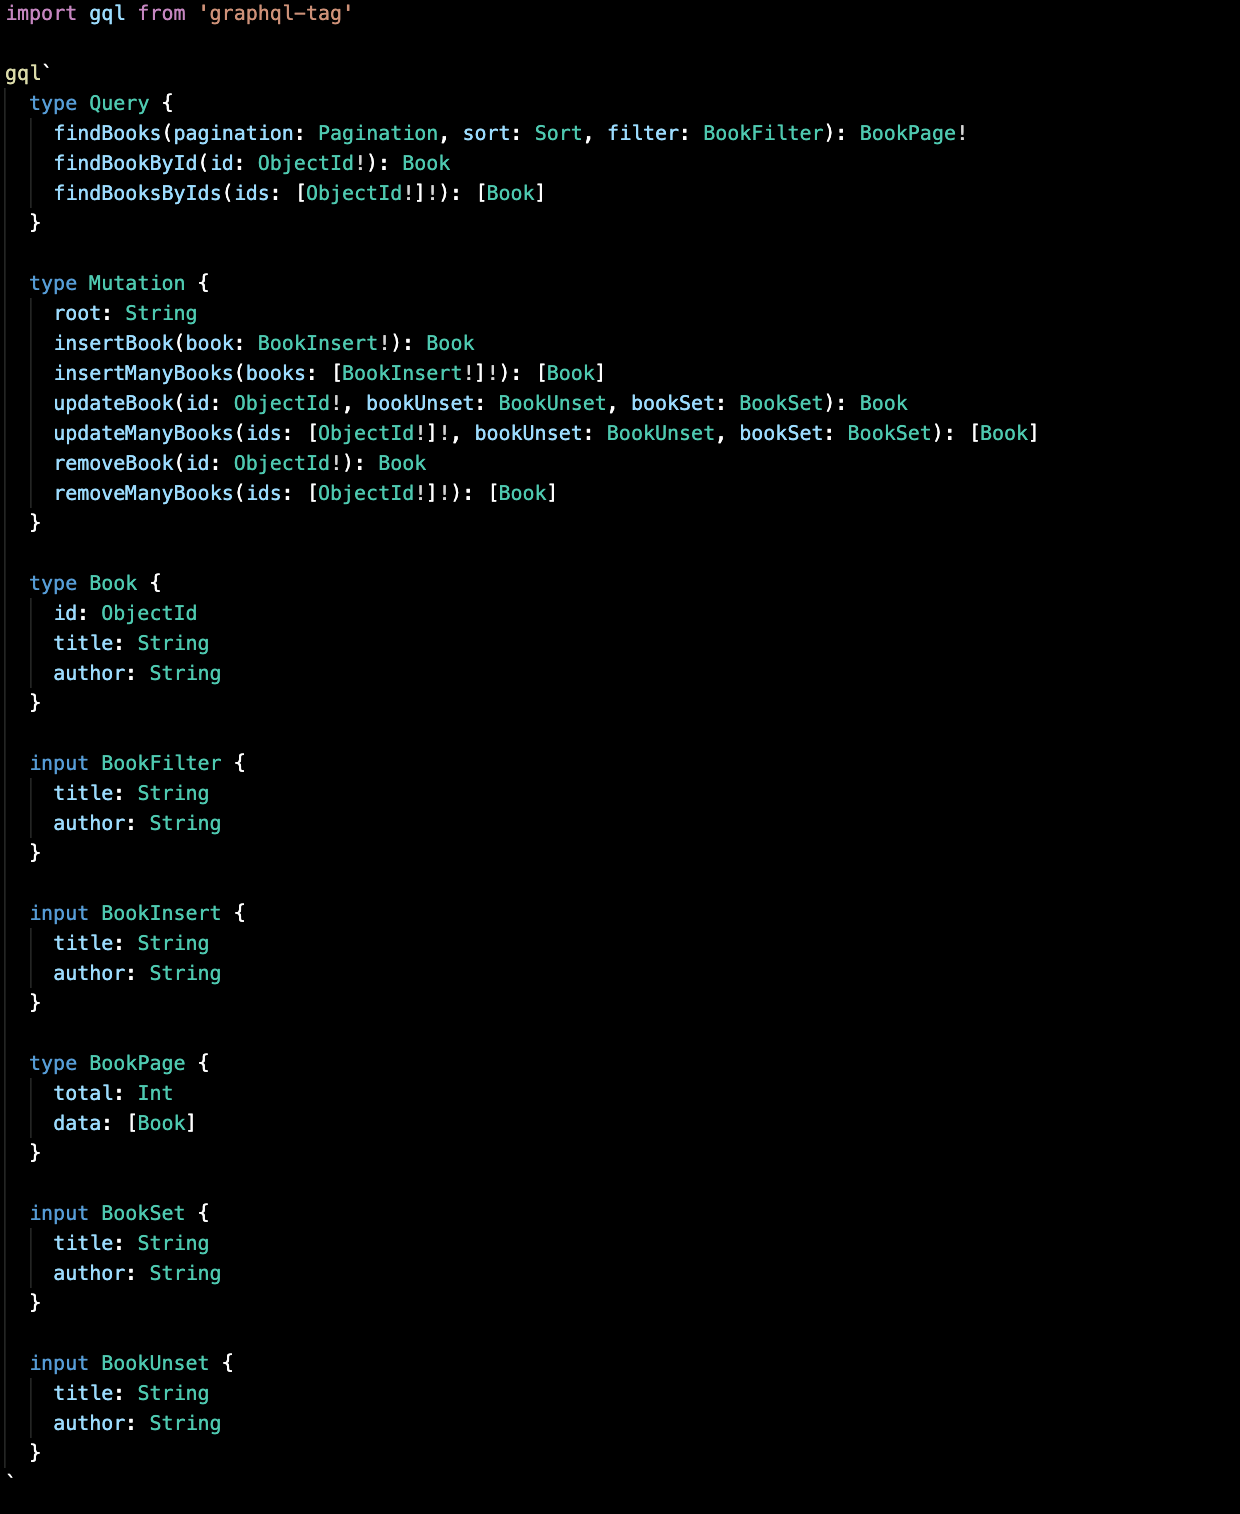 import gql from 'graphql-tag'

gql`
  type Query {
    findBooks(pagination: Pagination, sort: Sort, filter: BookFilter): BookPage!
    findBookById(id: ObjectId!): Book
    findBooksByIds(ids: [ObjectId!]!): [Book]
  }

  type Mutation {
    root: String
    insertBook(book: BookInsert!): Book
    insertManyBooks(books: [BookInsert!]!): [Book]
    updateBook(id: ObjectId!, bookUnset: BookUnset, bookSet: BookSet): Book
    updateManyBooks(ids: [ObjectId!]!, bookUnset: BookUnset, bookSet: BookSet): [Book]
    removeBook(id: ObjectId!): Book
    removeManyBooks(ids: [ObjectId!]!): [Book]
  }

  type Book {
    id: ObjectId
    title: String
    author: String
  }

  input BookFilter {
    title: String
    author: String
  }

  input BookInsert {
    title: String
    author: String
  }

  type BookPage {
    total: Int
    data: [Book]
  }

  input BookSet {
    title: String
    author: String
  }

  input BookUnset {
    title: String
    author: String
  }
`